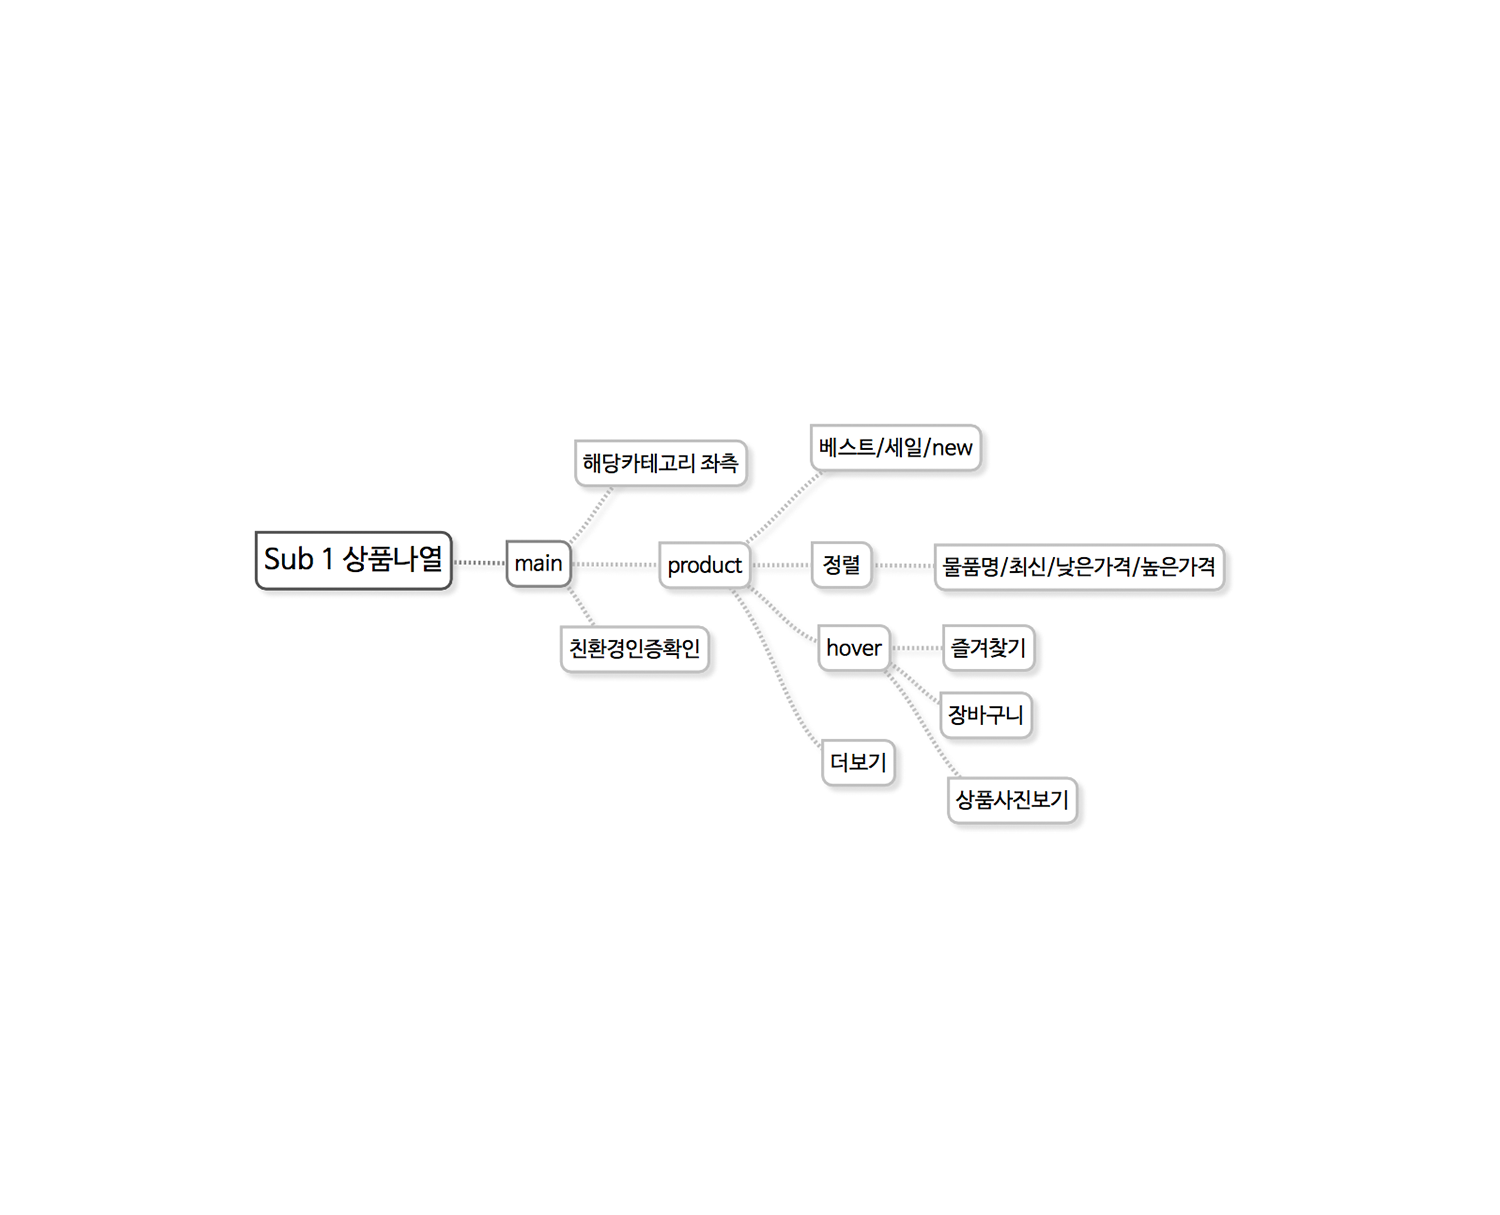 베스트/세일/new
해당카테고리 좌측
Sub 1 상품나열
main
product
정렬
물품명/최신/낮은가격/높은가격
친환경인증확인
hover
즐겨찾기
장바구니
더보기
상품사진보기